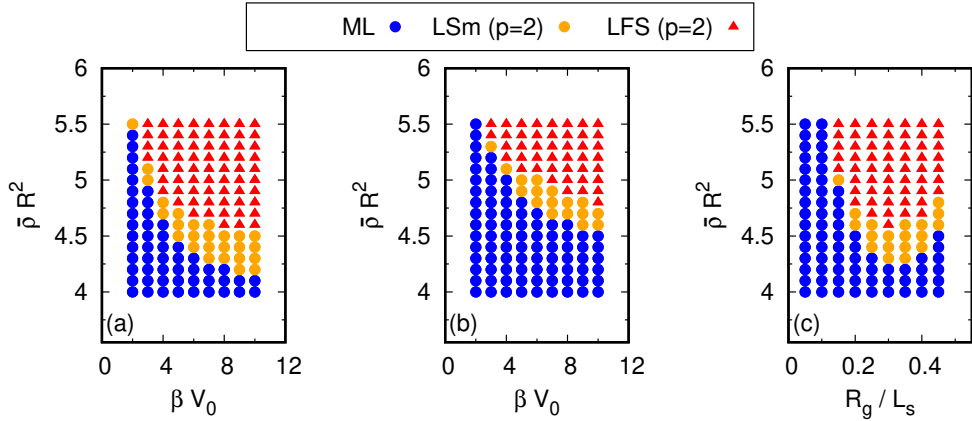 ML LSm (p=2) LFS (p=2)
6
5.5
5
4.5
4
ρ̄ R²
(a)
0 4 8 12
β V₀
6
5.5
5
4.5
4
ρ̄ R²
(b)
0 4 8 12
β V₀
6
5.5
5
4.5
4
ρ̄ R²
(c)
0 0.2 0.4
R_g / L_s